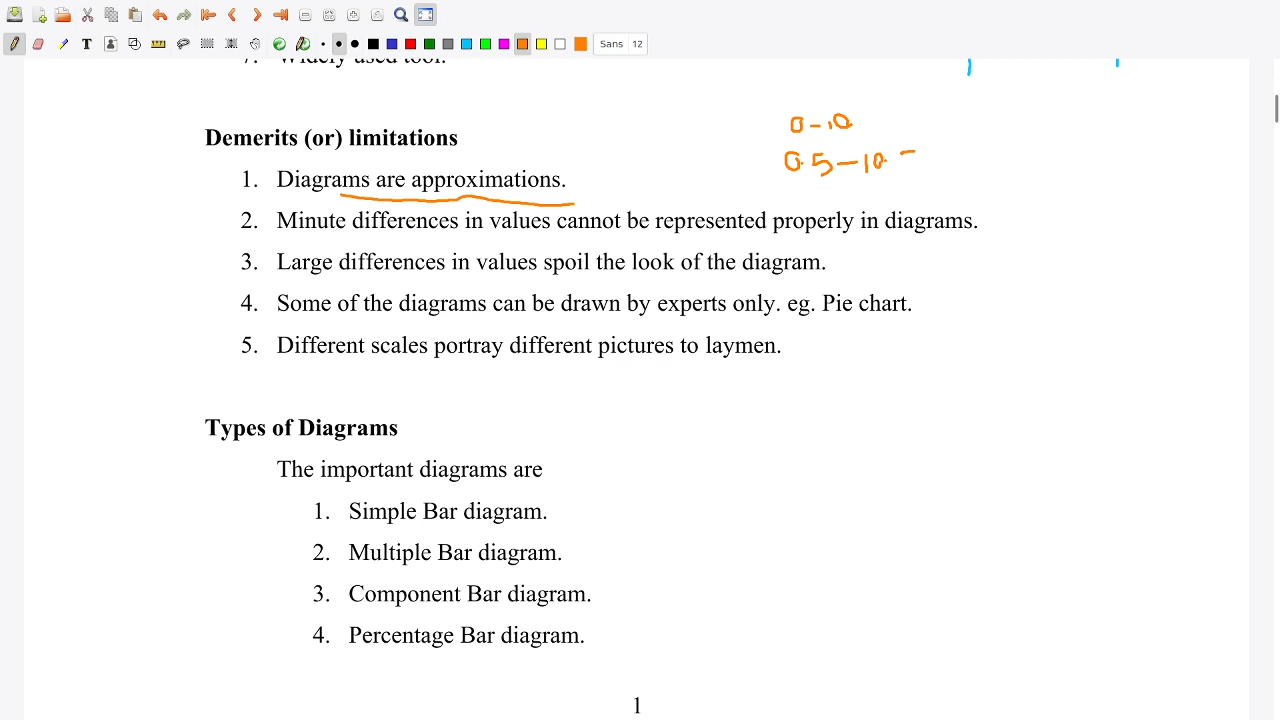 Sans 12
7. Widely used tool.
Demerits (or) limitations
0-10
1. Diagrams are approximations.
0.5-10.
2. Minute differences in values cannot be represented properly in diagrams.
3. Large differences in values spoil the look of the diagram.
4. Some of the diagrams can be drawn by experts only. eg. Pie chart.
5. Different scales portray different pictures to laymen.
Types of Diagrams
The important diagrams are
1. Simple Bar diagram.
2. Multiple Bar diagram.
3. Component Bar diagram.
4. Percentage Bar diagram.
1